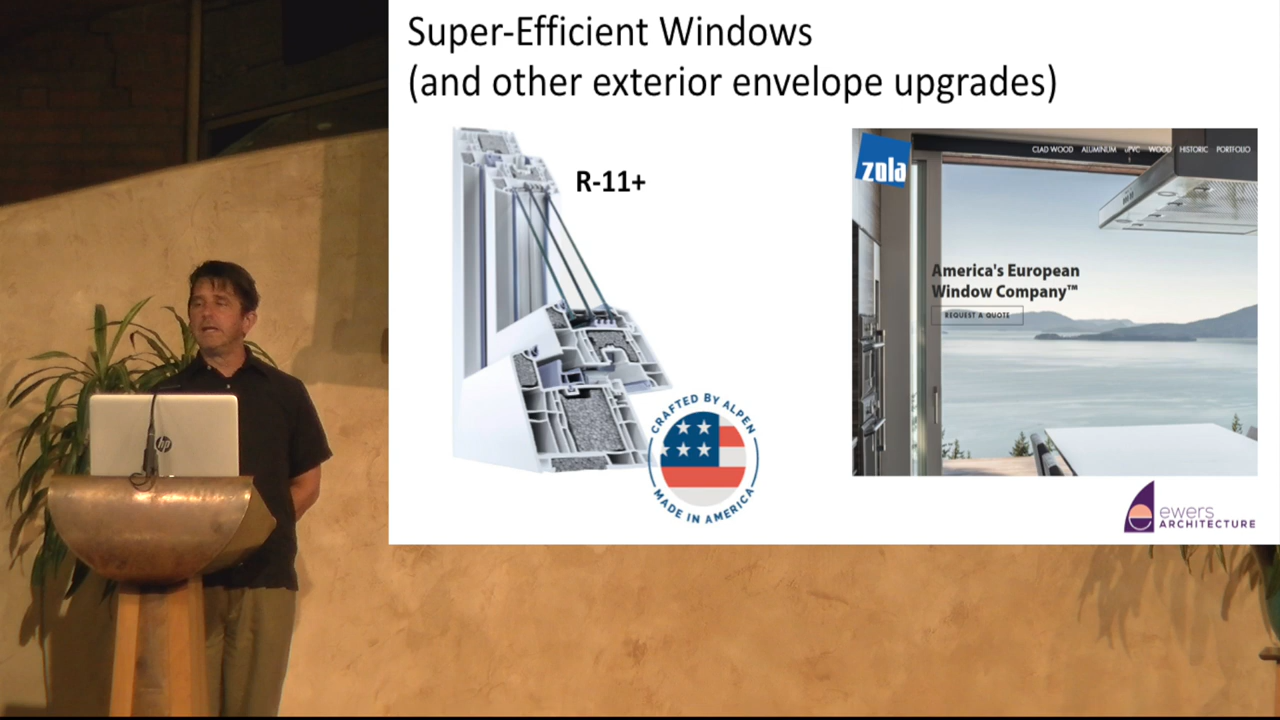 Super-Efficient Windows
(and other exterior envelope upgrades)
R-11+
CRAFTED BY ALPEN
MADE IN AMERICA
zola
CLAD WOOD ALUMINUM uPVC WOOD HISTORIC PORTFOLIO
America's European
Window Company™
REQUEST A QUOTE
ewers
ARCHITECTURE
hp